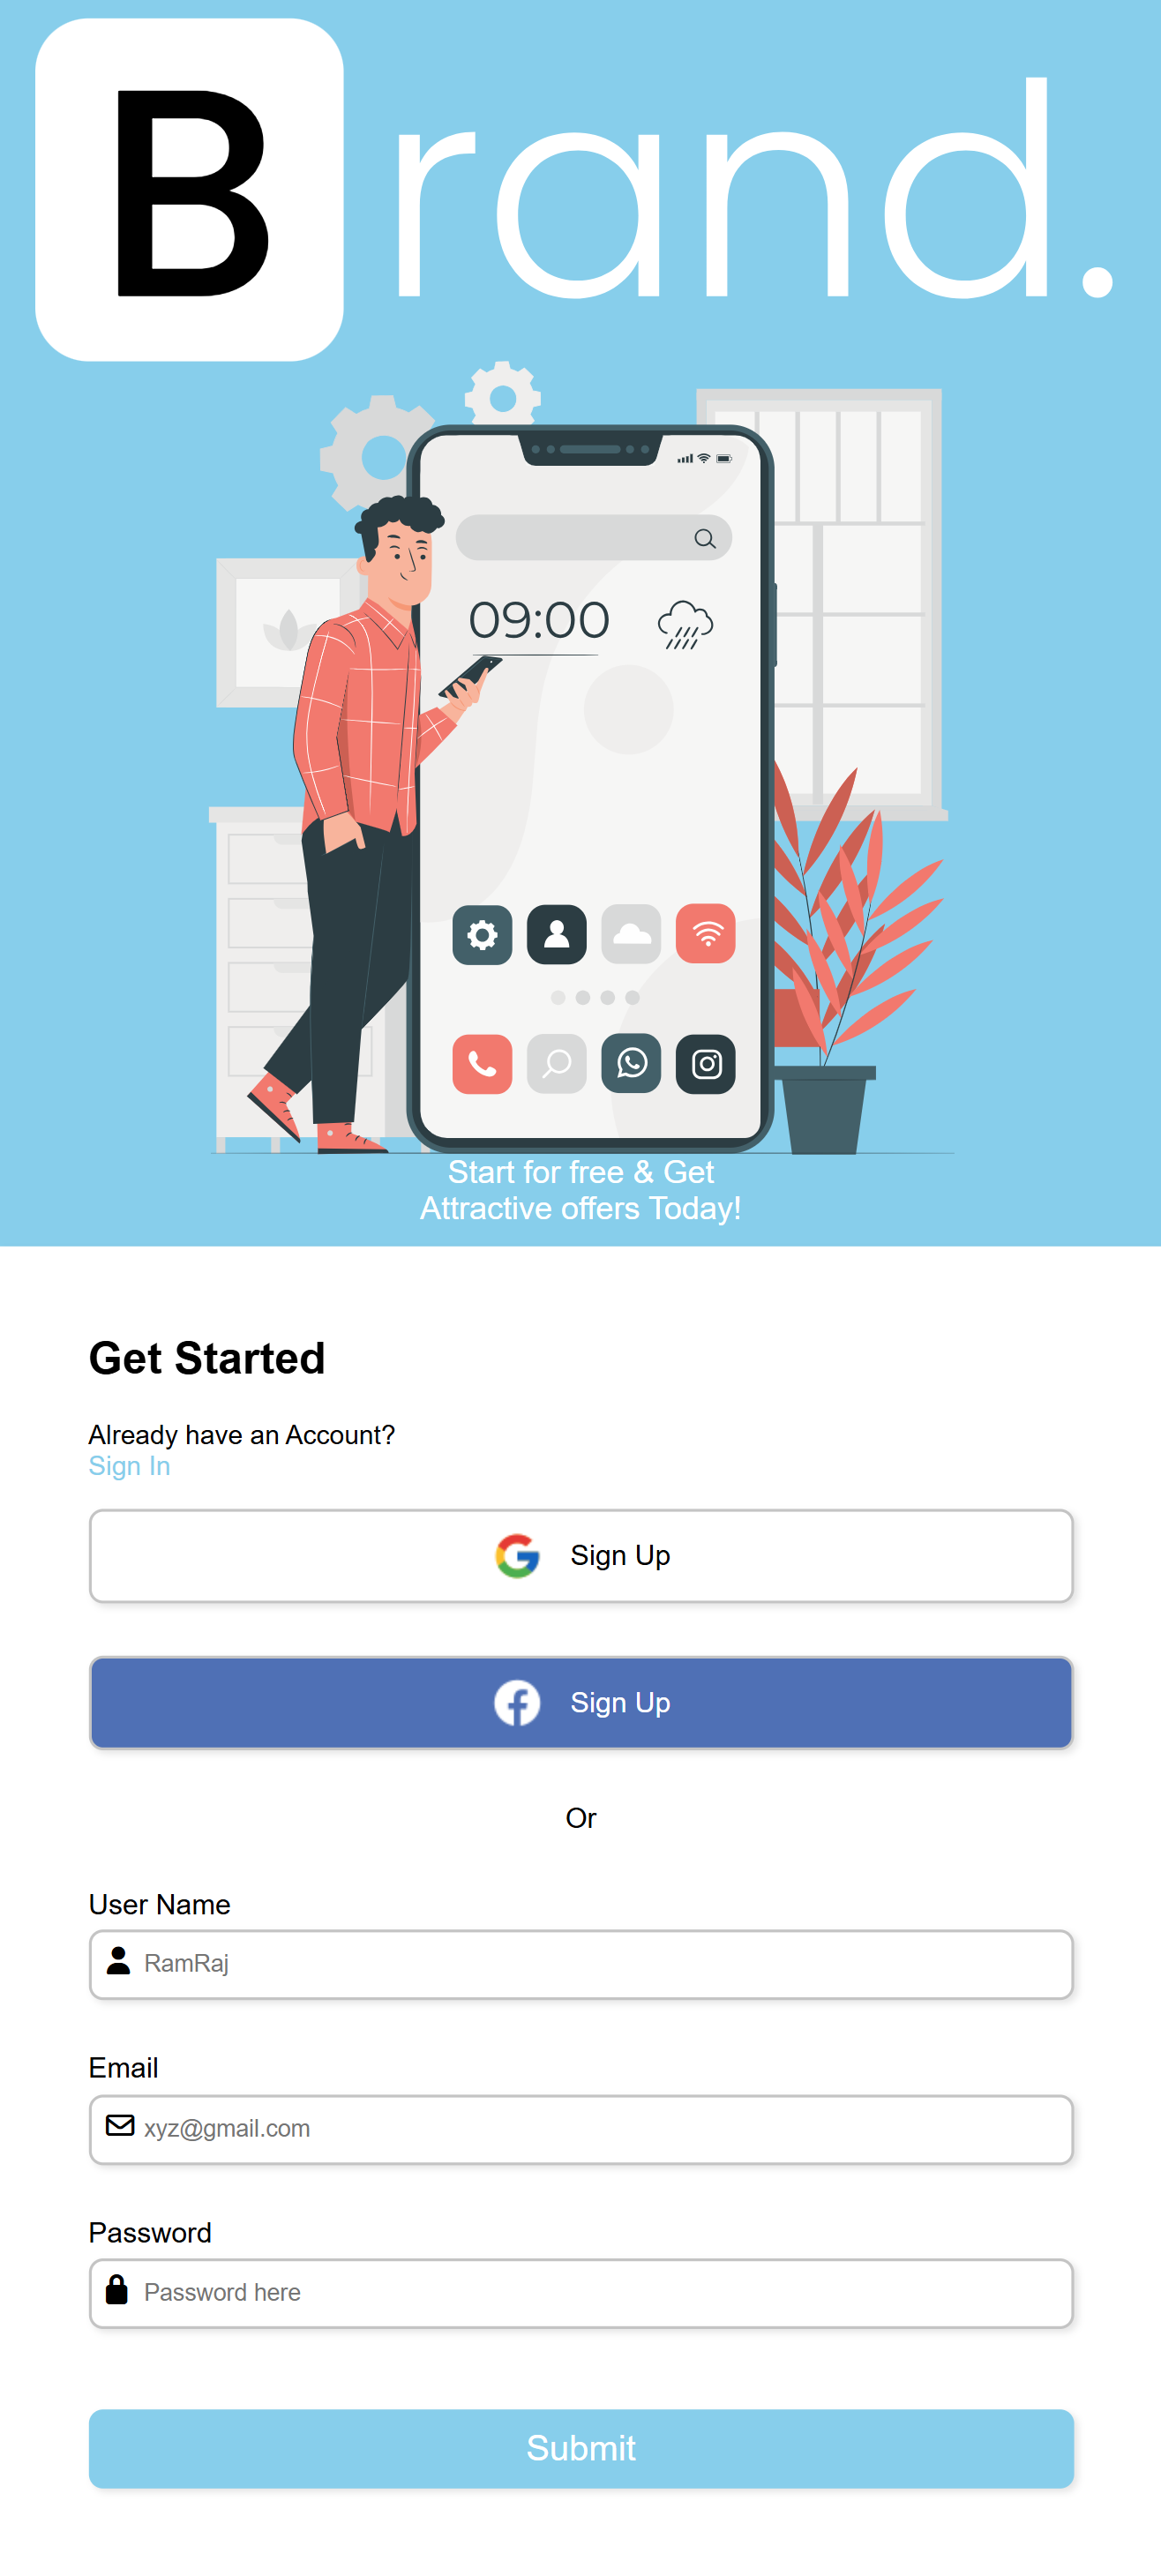 Brand.
09:00
Start for free & Get
Attractive offers Today!
Get Started
Already have an Account?
Sign In
Sign Up
Sign Up
Or
User Name
RamRaj
Email
xyz@gmail.com
Password
Password here
Submit